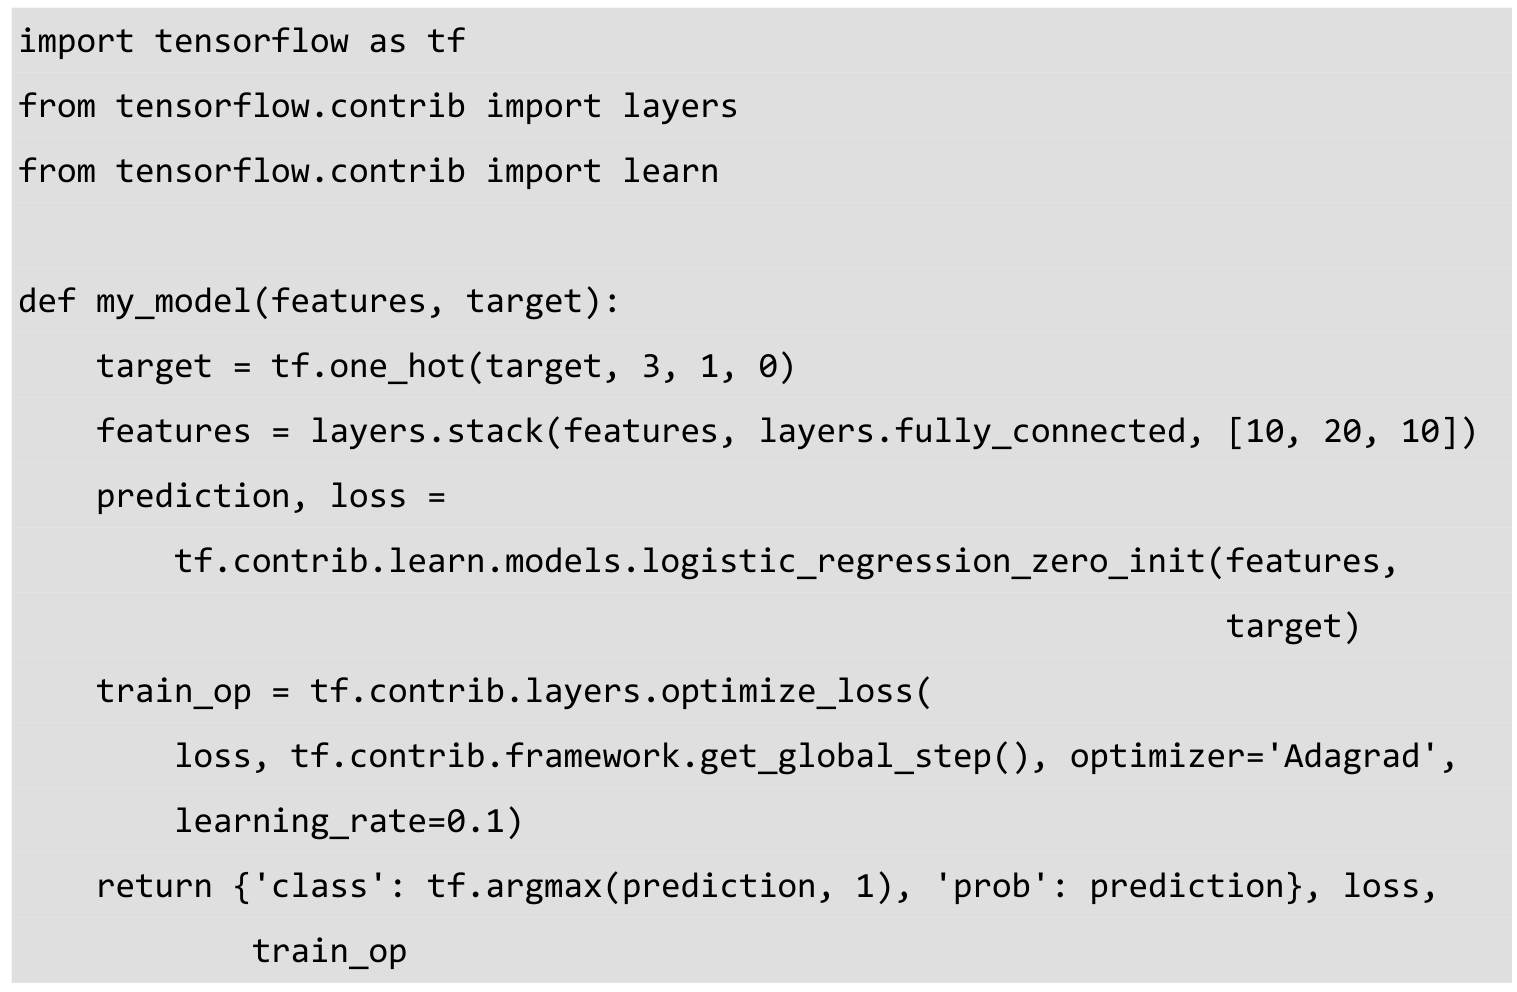 import tensorflow as tf
from tensorflow.contrib import layers
from tensorflow.contrib import learn

def my_model(features, target):
    target = tf.one_hot(target, 3, 1, 0)
    features = layers.stack(features, layers.fully_connected, [10, 20, 10])
    prediction, loss =
        tf.contrib.learn.models.logistic_regression_zero_init(features,
                                                              target)
    train_op = tf.contrib.layers.optimize_loss(
        loss, tf.contrib.framework.get_global_step(), optimizer='Adagrad',
        learning_rate=0.1)
    return {'class': tf.argmax(prediction, 1), 'prob': prediction}, loss,
            train_op